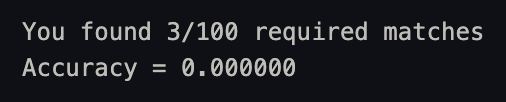 You found 3/100 required matches
Accuracy = 0.000000